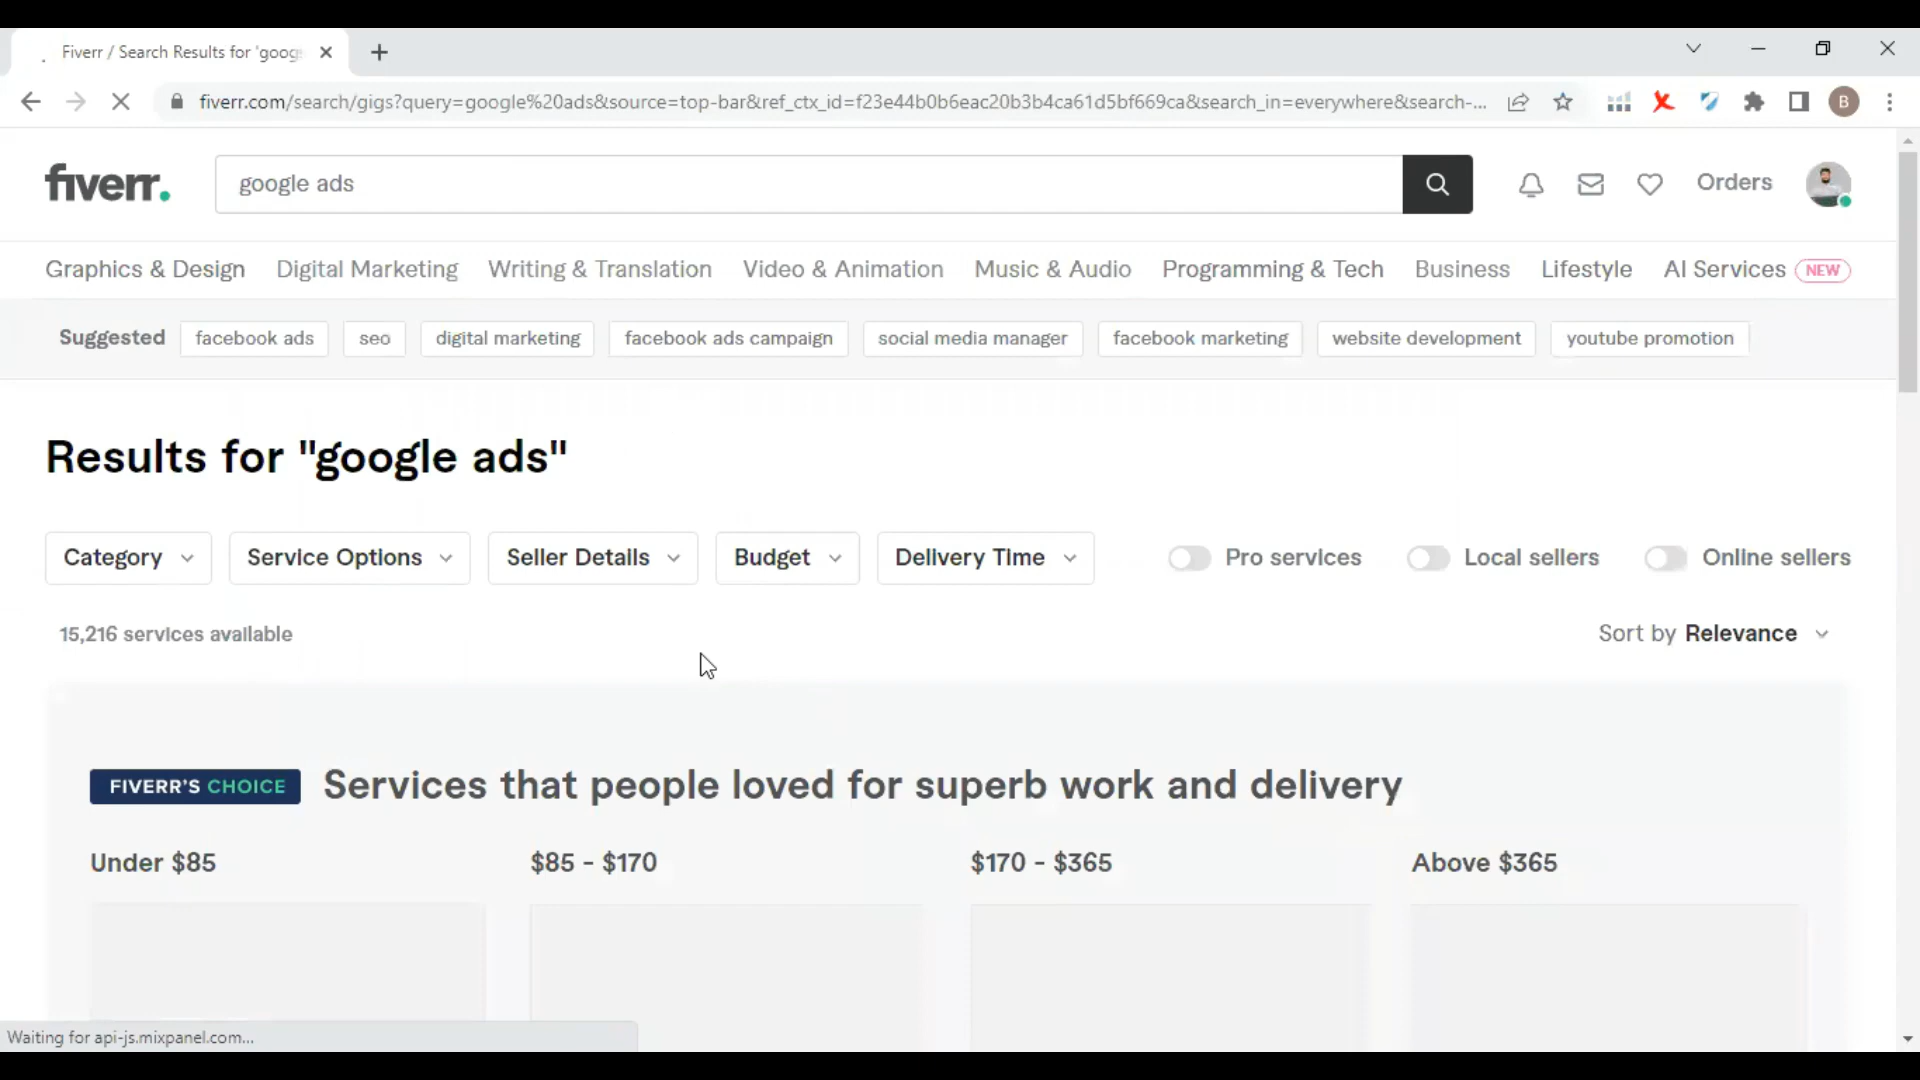 Fiverr / Search Results for 'goog
fiverr.com/search/gigs?query=google%20ads&source=top-bar&ref_ctx_id=f23e44b0b6eac20b3b4ca61d5bf669ca&search_in=everywhere&search-...
B
fiverr.
google ads
Orders
Graphics & Design Digital Marketing Writing & Translation Video & Animation Music & Audio Programming & Tech Business Lifestyle AI Services NEW
Suggested facebook ads seo digital marketing facebook ads campaign social media manager facebook marketing website development youtube promotion
Results for "google ads"
Category Service Options Seller Details Budget Delivery TIme Pro services Local sellers Online sellers
15,216 services available
Sort by Relevance
FIVERR'S CHOICE Services that people loved for superb work and delivery
Under $85 $85 - $170 $170 - $365 Above $365
Waiting for api-js.mixpanel.com...